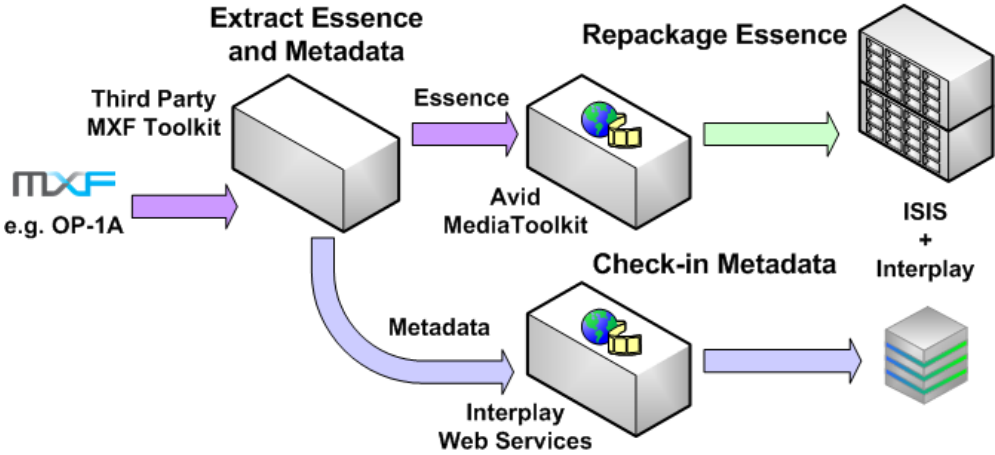 Extract Essence
and Metadata
Repackage Essence
Third Party
MXF Toolkit
Essence
MXF
e.g. OP-1A
Avid
MediaToolkit
ISIS
+
Interplay
Check-in Metadata
Metadata
Interplay
Web Services